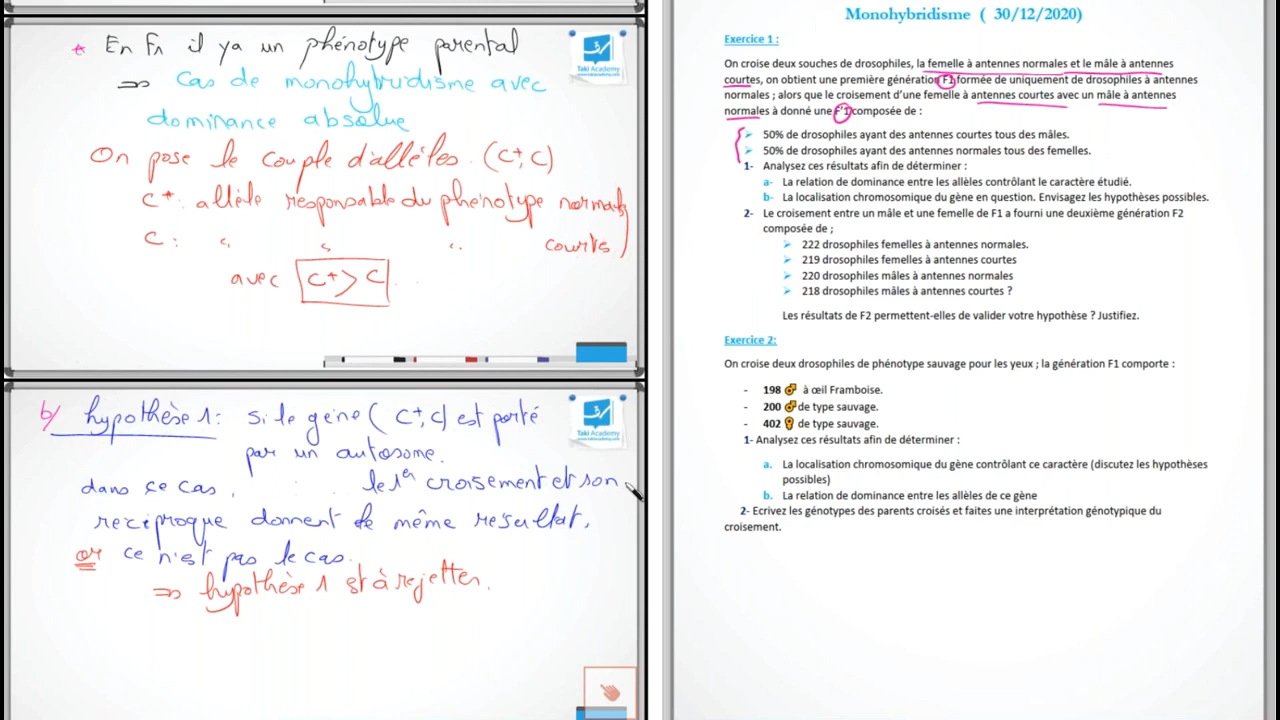 * En F1 il ya un phénotype parental
⇒ Cas de monohybridisme avec
dominance absolue
On pose le couple d'allèles (C+, C)
C+: allèle responsable du phénotype normales
C: " " " courts
avec C+ > C
Taki Academy
www.takiacademy.com
b/ hypothèse 1: si le gène (C+, C) est porté
par un autosome.
dans ce cas, le 1er croisement et son
réciproque donnent le même resultat,
or ce n'est pas le cas.
⇒ hypothèse 1 est à rejetter.
Taki Academy
www.takiacademy.com
Monohybridisme ( 30/12/2020)
Exercice 1 :
On croise deux souches de drosophiles, la femelle à antennes normales et le mâle à antennes
courtes, on obtient une première génération F1 formée de uniquement de drosophiles à antennes
normales ; alors que le croisement d'une femelle à antennes courtes avec un mâle à antennes
normales à donné une F'1 composée de :
➢ 50% de drosophiles ayant des antennes courtes tous des mâles.
➢ 50% de drosophiles ayant des antennes normales tous des femelles.
1- Analysez ces résultats afin de déterminer :
a- La relation de dominance entre les allèles contrôlant le caractère étudié.
b- La localisation chromosomique du gène en question. Envisagez les hypothèses possibles.
2- Le croisement entre un mâle et une femelle de F1 a fourni une deuxième génération F2
composée de ;
➢ 222 drosophiles femelles à antennes normales.
➢ 219 drosophiles femelles à antennes courtes
➢ 220 drosophiles mâles à antennes normales
➢ 218 drosophiles mâles à antennes courtes ?
Les résultats de F2 permettent-elles de valider votre hypothèse ? Justifiez.
Exercice 2:
On croise deux drosophiles de phénotype sauvage pour les yeux ; la génération F1 comporte :
- 198 ♂ à œil Framboise.
- 200 ♂ de type sauvage.
- 402 ♀ de type sauvage.
1- Analysez ces résultats afin de déterminer :
a. La localisation chromosomique du gène contrôlant ce caractère (discutez les hypothèses
possibles)
b. La relation de dominance entre les allèles de ce gène
2- Ecrivez les génotypes des parents croisés et faites une interprétation génotypique du
croisement.